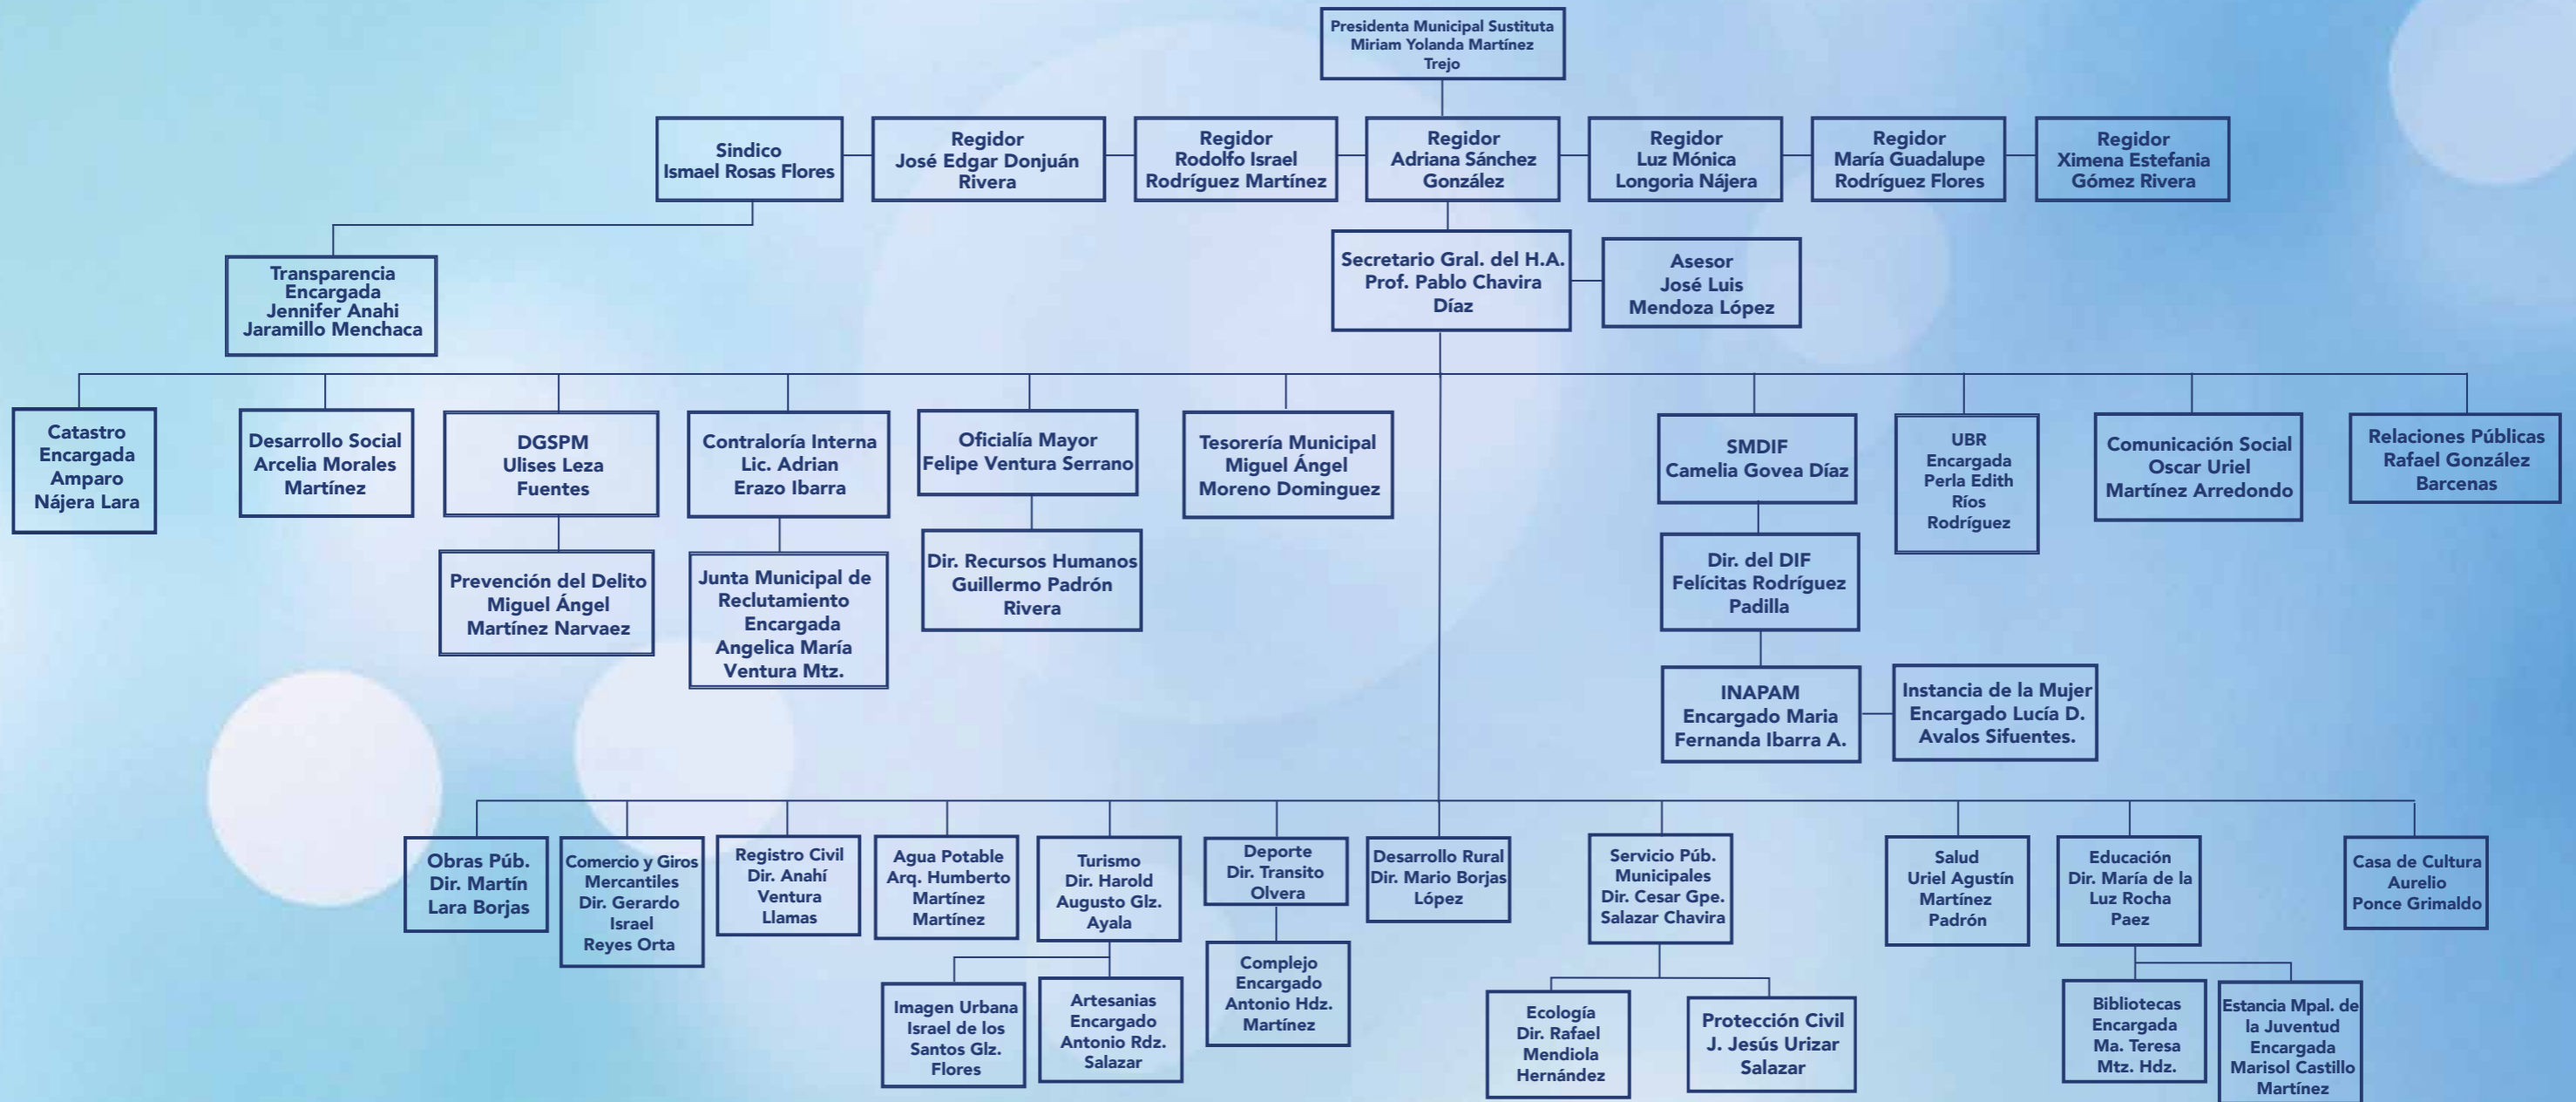 Presidenta Municipal Sustituta
Miriam Yolanda Martínez
Trejo
Sindico
Ismael Rosas Flores
Regidor
José Edgar Donjuán
Rivera
Regidor
Rodolfo Israel
Rodríguez Martínez
Regidor
Adriana Sánchez
González
Regidor
Luz Mónica
Longoria Nájera
Regidor
María Guadalupe
Rodríguez Flores
Regidor
Ximena Estefania
Gómez Rivera
Transparencia
Encargada
Jennifer Anahi
Jaramillo Menchaca
Secretario Gral. del H.A.
Prof. Pablo Chavira
Díaz
Asesor
José Luis
Mendoza López
Catastro
Encargada
Amparo
Nájera Lara
Desarrollo Social
Arcelia Morales
Martínez
DGSPM
Ulises Leza
Fuentes
Contraloría Interna
Lic. Adrian
Erazo Ibarra
Oficialía Mayor
Felipe Ventura Serrano
Tesorería Municipal
Miguel Ángel
Moreno Dominguez
SMDIF
Camelia Govea Díaz
UBR
Encargada
Perla Edith
Ríos
Rodríguez
Comunicación Social
Oscar Uriel
Martínez Arredondo
Relaciones Públicas
Rafael González
Barcenas
Prevención del Delito
Miguel Ángel
Martínez Narvaez
Junta Municipal de
Reclutamiento
Encargada
Angelica María
Ventura Mtz.
Dir. Recursos Humanos
Guillermo Padrón
Rivera
Dir. del DIF
Felícitas Rodríguez
Padilla
INAPAM
Encargado Maria
Fernanda Ibarra A.
Instancia de la Mujer
Encargado Lucía D.
Avalos Sifuentes.
Obras Púb.
Dir. Martín
Lara Borjas
Comercio y Giros
Mercantiles
Dir. Gerardo
Israel
Reyes Orta
Registro Civil
Dir. Anahí
Ventura
Llamas
Agua Potable
Arq. Humberto
Martínez
Martínez
Turismo
Dir. Harold
Augusto Glz.
Ayala
Deporte
Dir. Transito
Olvera
Desarrollo Rural
Dir. Mario Borjas
López
Servicio Púb.
Municipales
Dir. Cesar Gpe.
Salazar Chavira
Salud
Uriel Agustín
Martínez
Padrón
Educación
Dir. María de la
Luz Rocha
Paez
Casa de Cultura
Aurelio
Ponce Grimaldo
Imagen Urbana
Israel de los
Santos Glz.
Flores
Artesanias
Encargado
Antonio Rdz.
Salazar
Complejo
Encargado
Antonio Hdz.
Martínez
Ecología
Dir. Rafael
Mendiola
Hernández
Protección Civil
J. Jesús Urizar
Salazar
Bibliotecas
Encargada
Ma. Teresa
Mtz. Hdz.
Estancia Mpal. de
la Juventud
Encargada
Marisol Castillo
Martínez